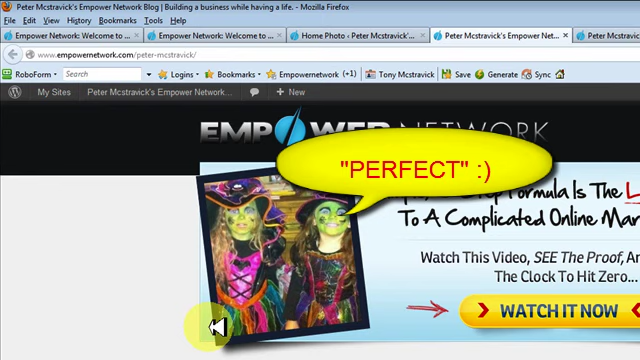 Peter Mcstravick's Empower Network Blog | Building a business while having a life. - Mozilla Firefox
File Edit View History Bookmarks Tools Help
Empower Network: Welcome to ... Empower Network: Welcome to ... Home Photo ‹ Peter Mcstravick'... Peter Mcstravick's Empower Net... Peter Mcstravick
www.empowernetwork.com/peter-mcstravick/
RoboForm Search Logins Bookmarks Empowernetwork (+1) Tony Mcstravick Save Generate Sync
My Sites Peter Mcstravick's Empower Network... + New
EMPOWER NETWORK
"PERFECT" :)
Formula Is The
To A Complicated Online
Watch This Video, SEE The Proof,
The Clock To Hit Zero...
WATCH IT NOW